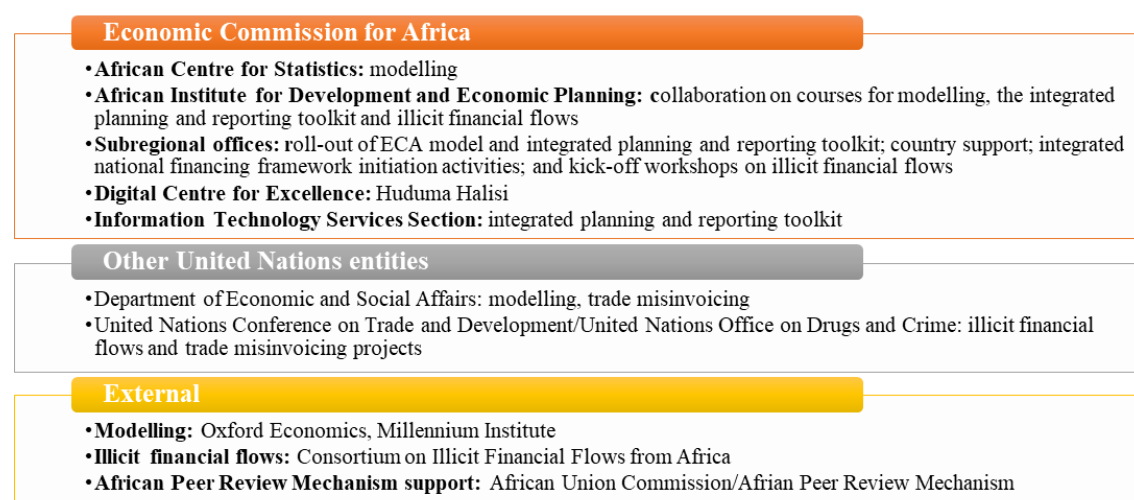 Economic Commission for Africa
•African Centre for Statistics: modelling
•African Institute for Development and Economic Planning: collaboration on courses for modelling, the integrated
planning and reporting toolkit and illicit financial flows
•Subregional offices: roll-out of ECA model and integrated planning and reporting toolkit; country support; integrated
national financing framework initiation activities; and kick-off workshops on illicit financial flows
•Digital Centre for Excellence: Huduma Halisi
•Information Technology Services Section: integrated planning and reporting toolkit
Other United Nations entities
•Department of Economic and Social Affairs: modelling, trade misinvoicing
•United Nations Conference on Trade and Development/United Nations Office on Drugs and Crime: illicit financial
flows and trade misinvoicing projects
External
•Modelling: Oxford Economics, Millennium Institute
•Illicit financial flows: Consortium on Illicit Financial Flows from Africa
•African Peer Review Mechanism support: African Union Commission/Afrian Peer Review Mechanism